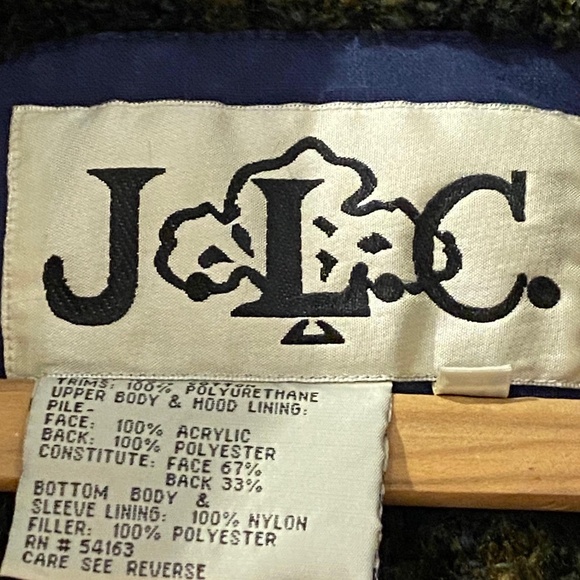 J.L.C.
TRIMS: 100%
UPPER BODY & HOOD LINING:
PILE-
FACE: 100% ACRYLIC
BACK: 100% POLYESTER
CONSTITUTE: FACE 67%
BACK 33%
BOTTOM BODY &
SLEEVE LINING: 100% NYLON
FILLER: 100% POLYESTER
RN # 54163
CARE SEE REVERSE